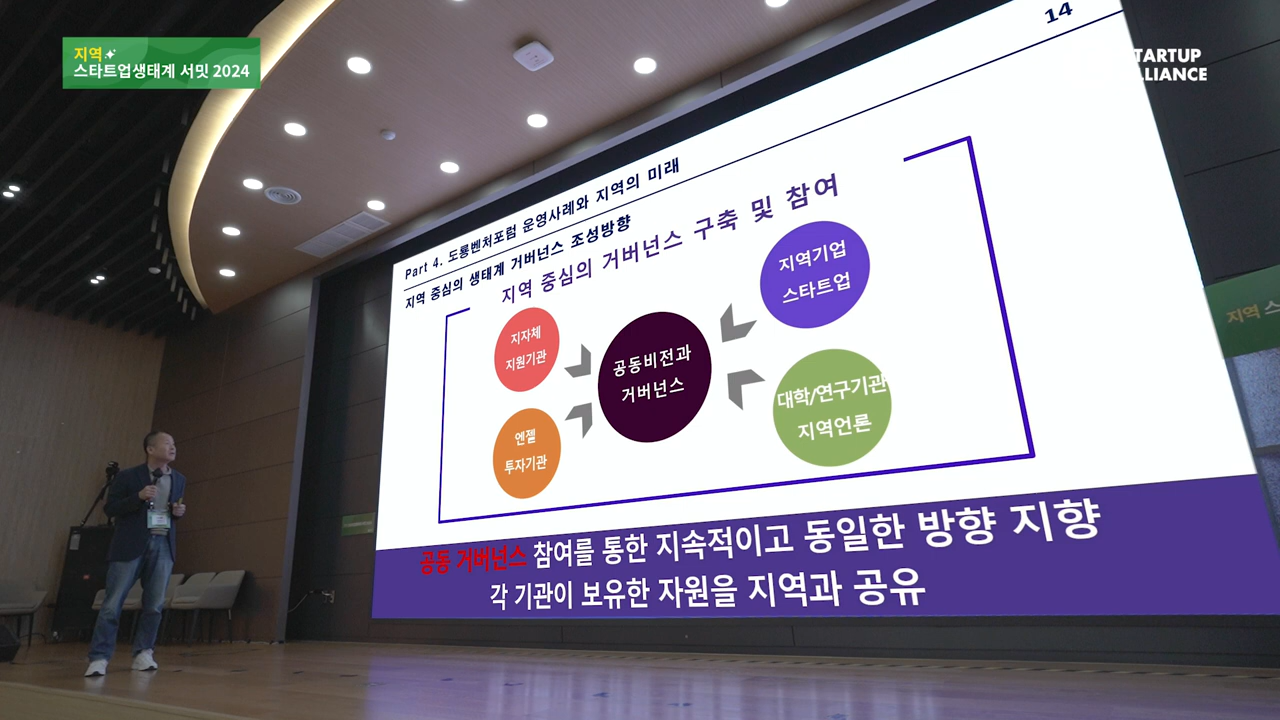 지역
스타트업생태계 서밋 2024
14
STARTUP
ALLIANCE
Part 4. 도룡벤처포럼 운영사례와 지역의 미래
지역 중심의 생태계 거버넌스 조성방향
지역 중심의 거버넌스 구축 및 참여
지자체
지원기관
엔젤
투자기관
공동비전과
거버넌스
지역기업
스타트업
대학/연구기관
지역언론
공동 거버넌스 참여를 통한 지속적이고 동일한 방향 지향
각 기관이 보유한 자원을 지역과 공유
지역 스